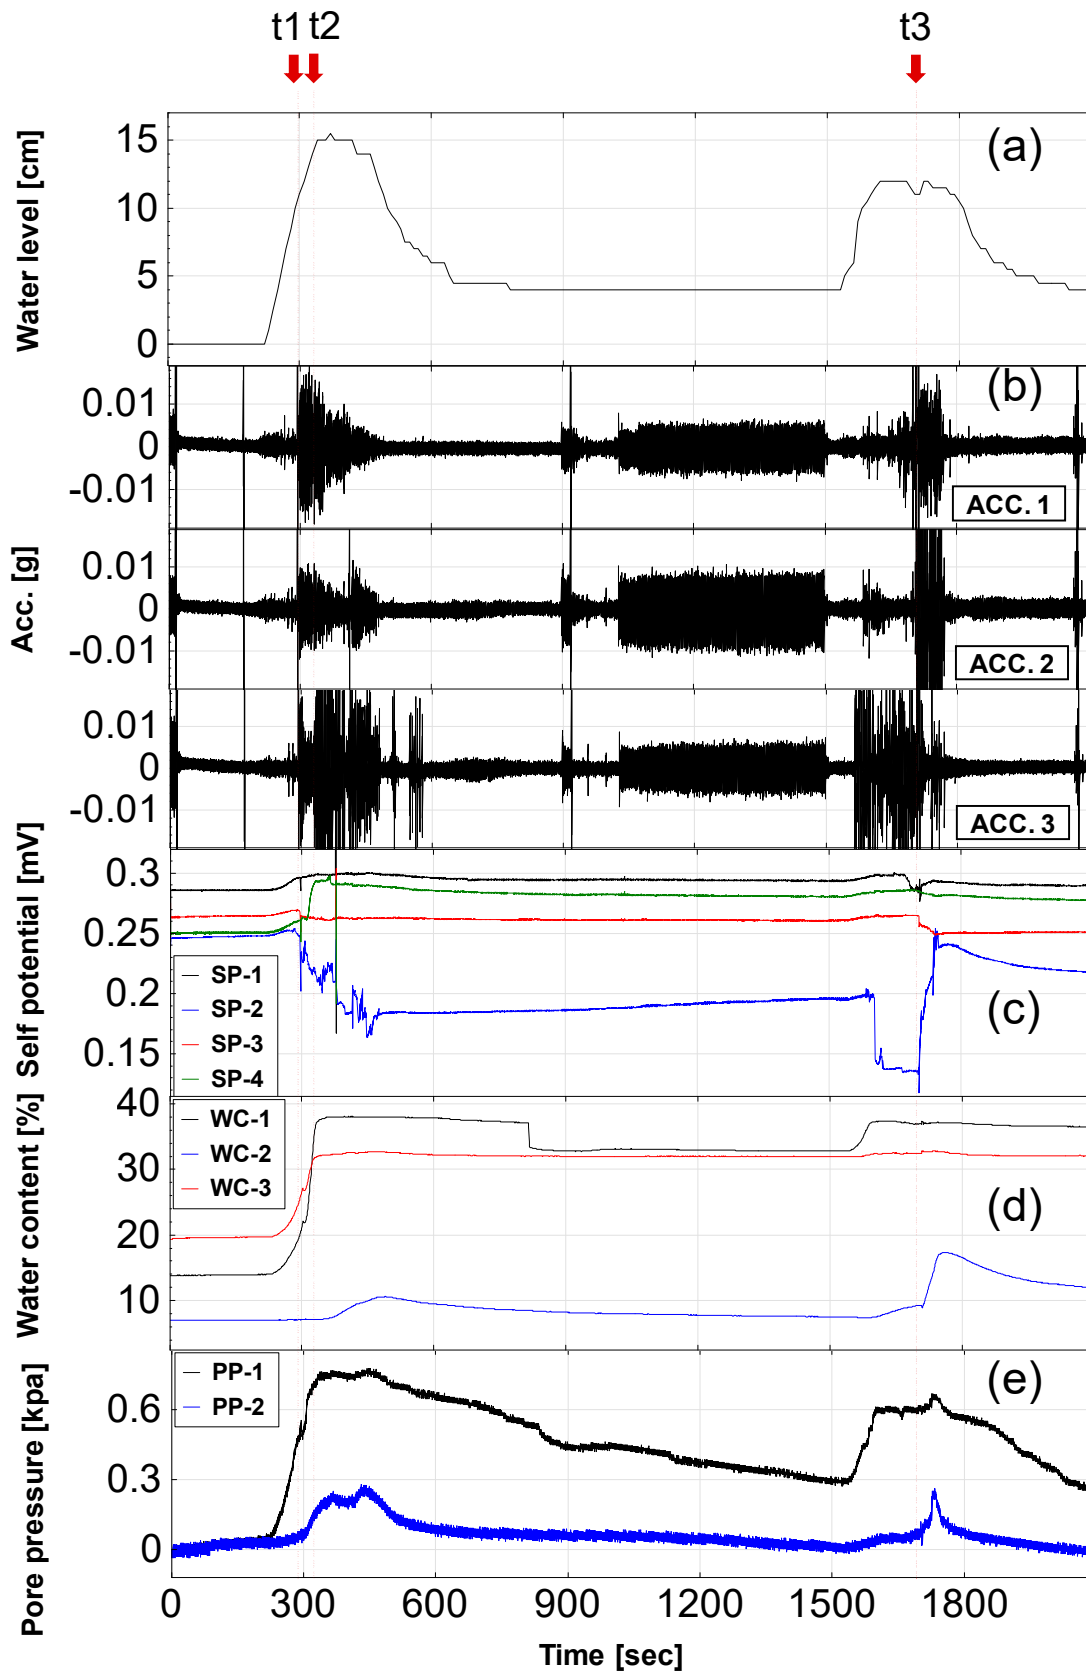 t1 t2 t3
(a)
Water level [cm]
15
10
5
0
(b)
0.01
0
-0.01
ACC. 1
Acc. [g]
0.01
0
-0.01
ACC. 2
0.01
0
-0.01
ACC. 3
Self potential [mV]
0.3
0.25
0.2
0.15
SP-1
SP-2
SP-3
SP-4
(c)
Water content [%]
40
30
20
10
WC-1
WC-2
WC-3
(d)
Pore pressure [kpa]
0.6
0.3
0
PP-1
PP-2
(e)
0 300 600 900 1200 1500 1800
Time [sec]